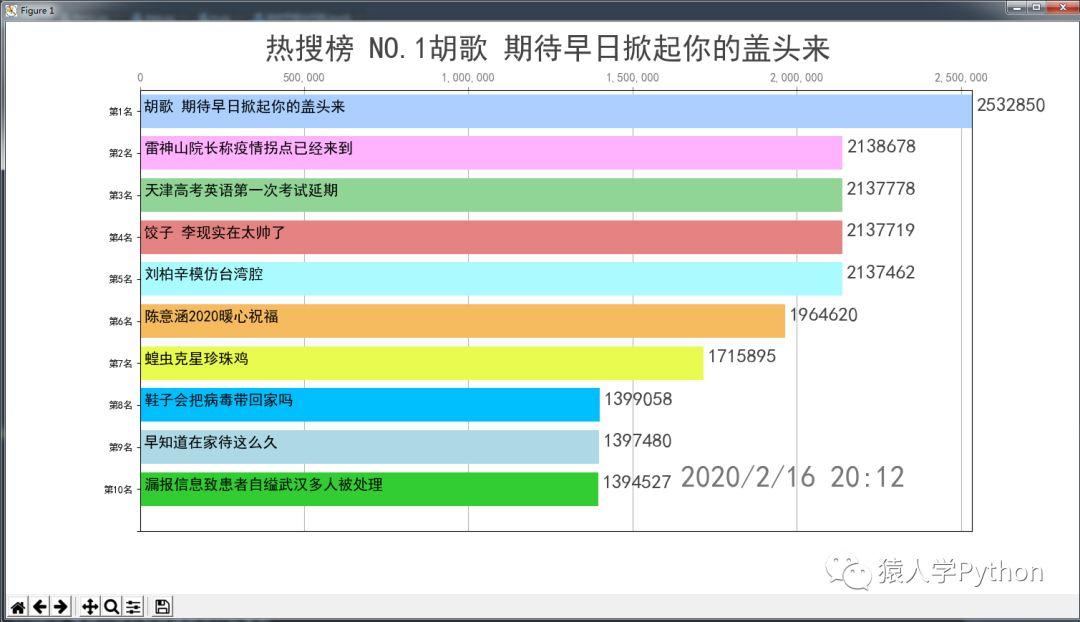 Figure 1
热搜榜 NO.1胡歌 期待早日掀起你的盖头来
0 500,000 1,000,000 1,500,000 2,000,000 2,500,000
第1名 胡歌 期待早日掀起你的盖头来 2532850
第2名 雷神山院长称疫情拐点已经来到 2138678
第3名 天津高考英语第一次考试延期 2137778
第4名 饺子 李现实在太帅了 2137719
第5名 刘柏辛模仿台湾腔 2137462
第6名 陈意涵2020暖心祝福 1964620
第7名 蝗虫克星珍珠鸡 1715895
第8名 鞋子会把病毒带回家吗 1399058
第9名 早知道在家待这么久 1397480
第10名 漏报信息致患者自缢武汉多人被处理 1394527
2020/2/16 20:12
猿人学Python